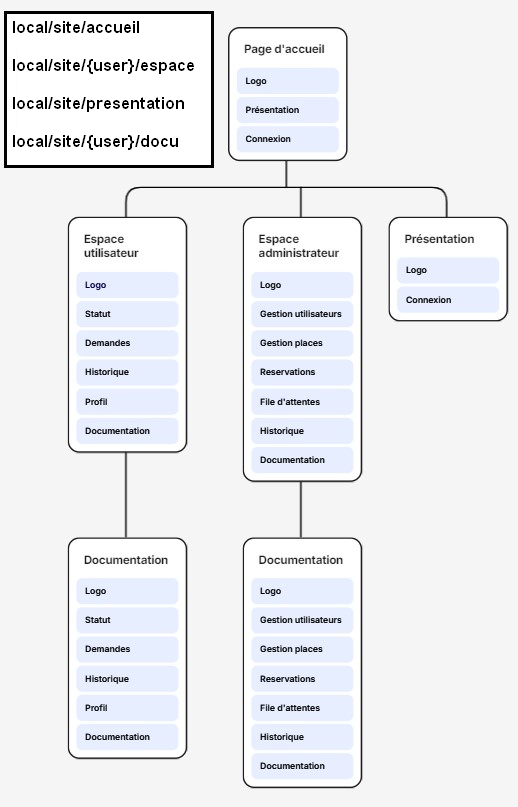 local/site/accueil
local/site/{user}/espace
local/site/presentation
local/site/{user}/docu
Page d'accueil
Logo
Présentation
Connexion
Espace
utilisateur
Logo
Statut
Demandes
Historique
Profil
Documentation
Espace
administrateur
Logo
Gestion utilisateurs
Gestion places
Reservations
File d'attentes
Historique
Documentation
Présentation
Logo
Connexion
Documentation
Logo
Statut
Demandes
Historique
Profil
Documentation
Documentation
Logo
Gestion utilisateurs
Gestion places
Reservations
File d'attentes
Historique
Documentation